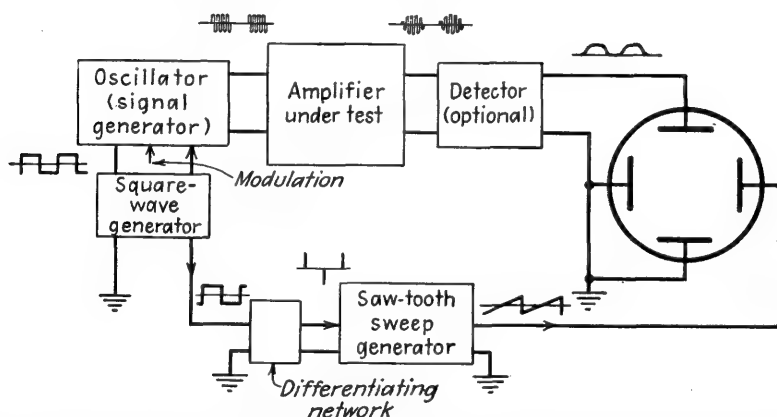 Oscillator
(signal
generator)
Amplifier
under test
Detector
(optional)
Modulation
Square-
wave
generator
Saw-tooth
sweep
generator
Differentiating
network